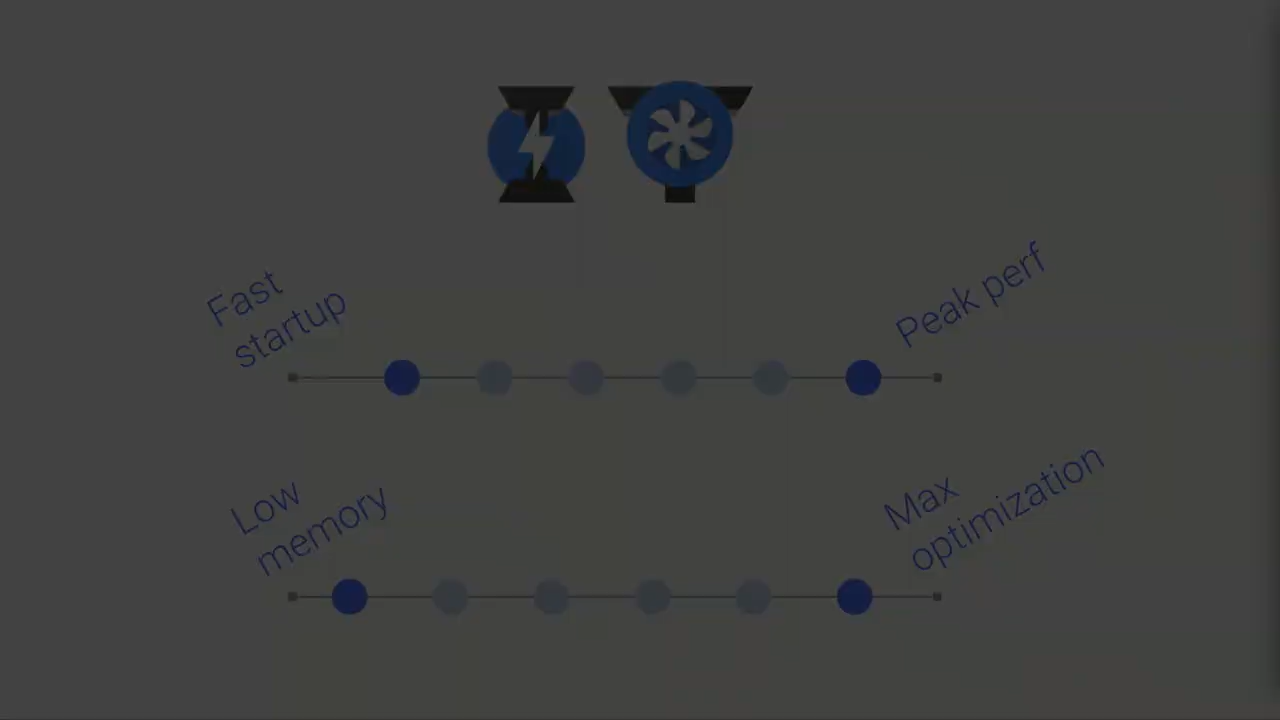 Fast
startup
Peak perf
Low
memory
Max
optimization